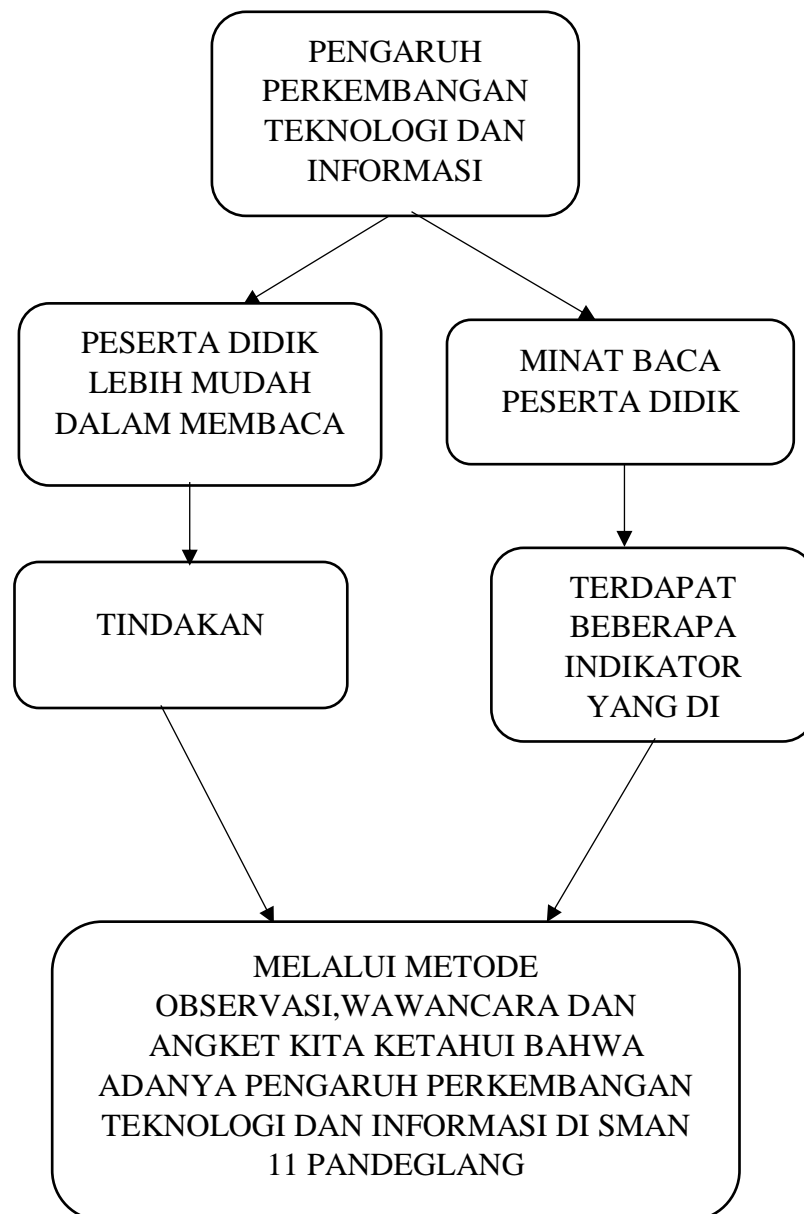 PENGARUH
PERKEMBANGAN
TEKNOLOGI DAN
INFORMASI
PESERTA DIDIK
LEBIH MUDAH
DALAM MEMBACA
MINAT BACA
PESERTA DIDIK
TINDAKAN
TERDAPAT
BEBERAPA
INDIKATOR
YANG DI
MELALUI METODE
OBSERVASI,WAWANCARA DAN
ANGKET KITA KETAHUI BAHWA
ADANYA PENGARUH PERKEMBANGAN
TEKNOLOGI DAN INFORMASI DI SMAN
11 PANDEGLANG